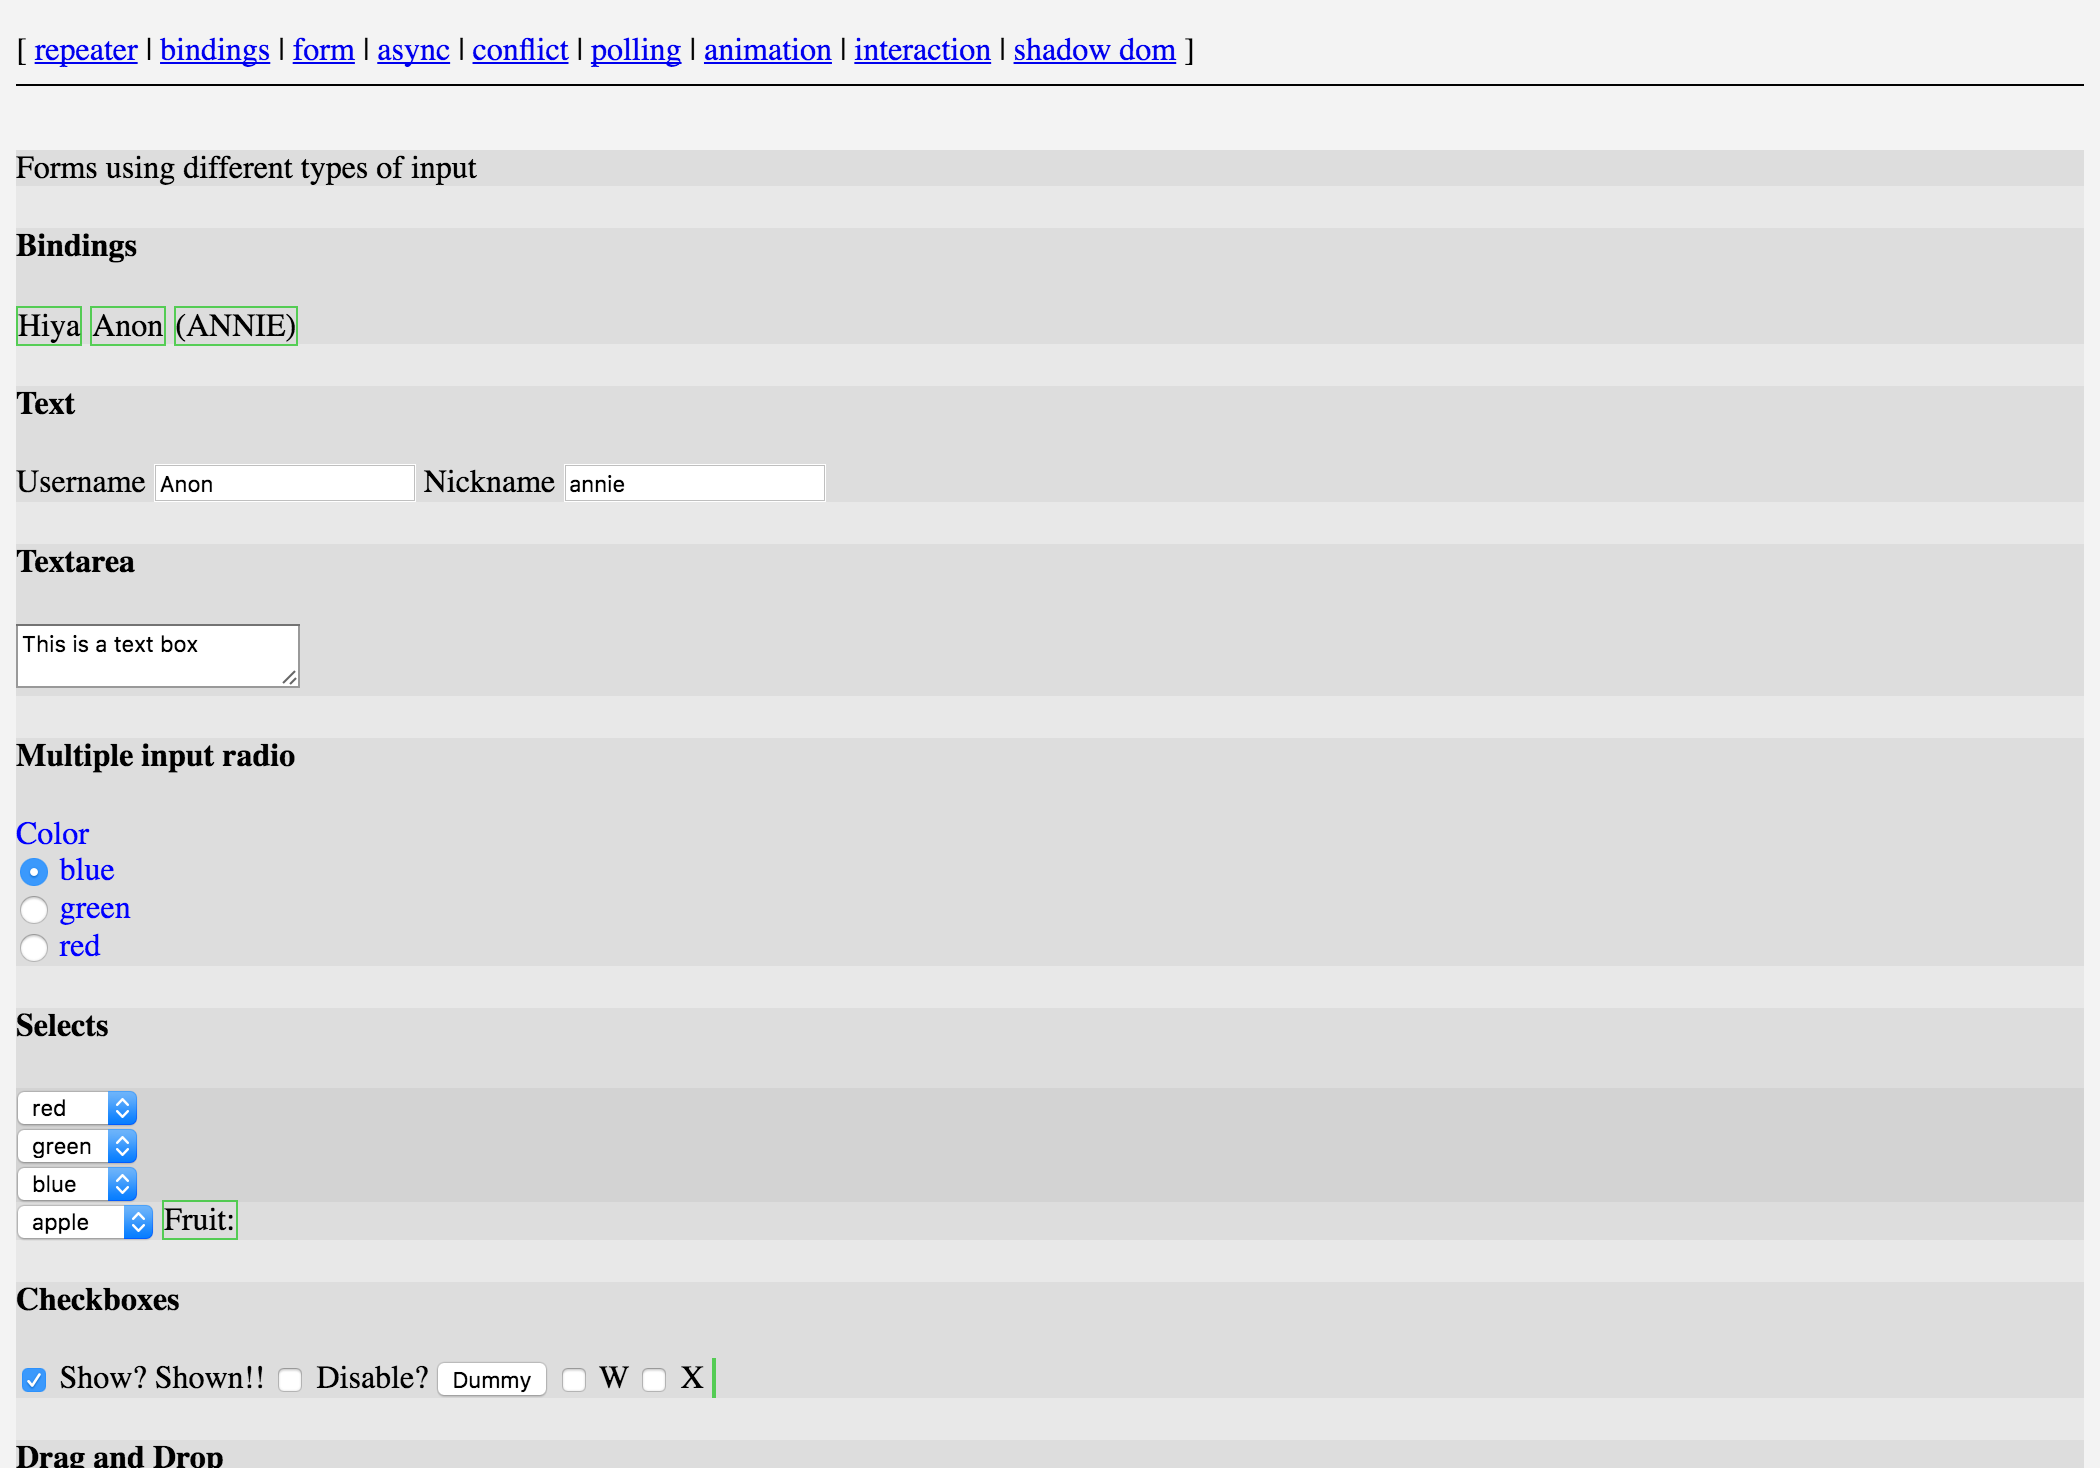 [ repeater | bindings | form | async | conflict | polling | animation | interaction | shadow dom ]
Forms using different types of input
Bindings
Hiya Anon (ANNIE)
Text
Username Anon Nickname annie
Textarea
This is a text box
Multiple input radio
Color
blue
green
red
Selects
red
green
blue
apple Fruit:
Checkboxes
Show? Shown!! Disable? Dummy W X
Drag and Drop